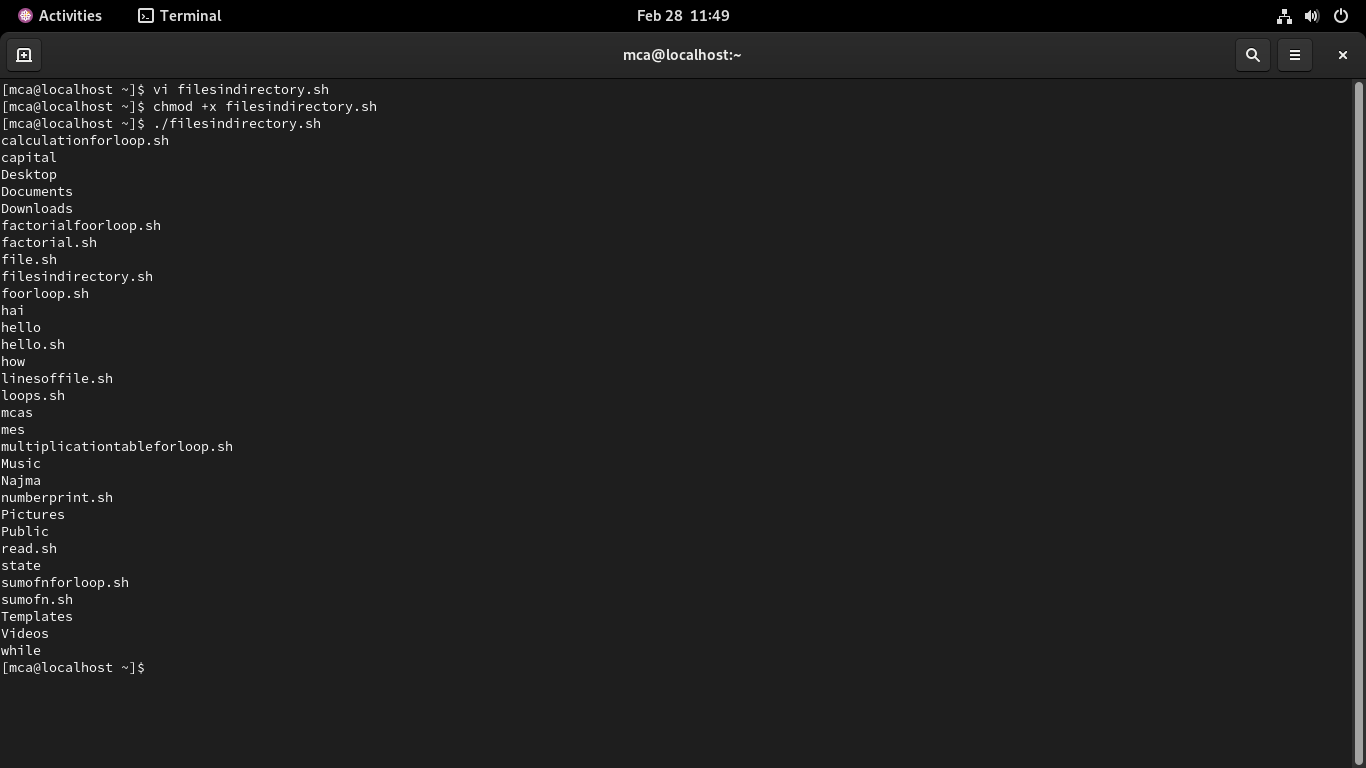 Activities
Terminal
Feb 28 11:49
mca@localhost:~
[mca@localhost ~]$ vi filesindirectory.sh
[mca@localhost ~]$ chmod +x filesindirectory.sh
[mca@localhost ~]$ ./filesindirectory.sh
calculationforloop.sh
capital
Desktop
Documents
Downloads
factorialfoorloop.sh
factorial.sh
file.sh
filesindirectory.sh
foorloop.sh
hai
hello
hello.sh
how
linesoffile.sh
loops.sh
mcas
mes
multiplicationtableforloop.sh
Music
Najma
numberprint.sh
Pictures
Public
read.sh
state
sumofnforloop.sh
sumofn.sh
Templates
Videos
while
[mca@localhost ~]$